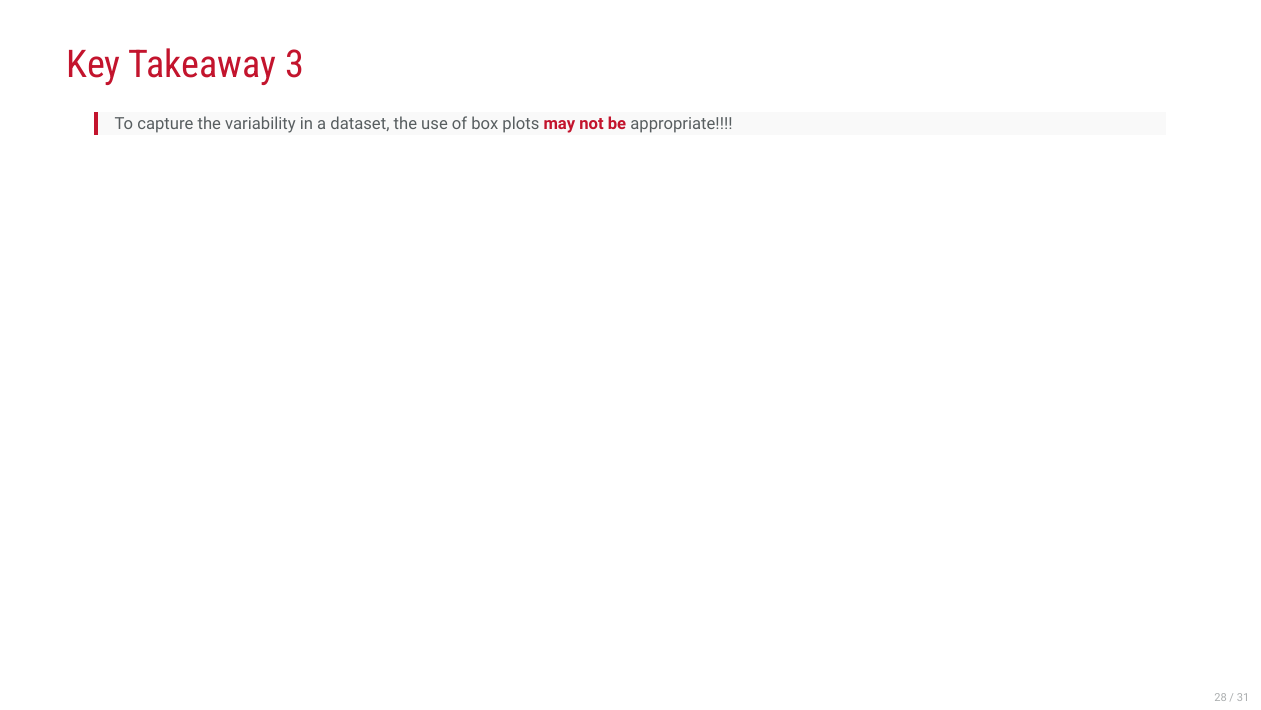 Key Takeaway 3
To capture the variability in a dataset, the use of box plots may not be appropriate!!!!
28 / 31